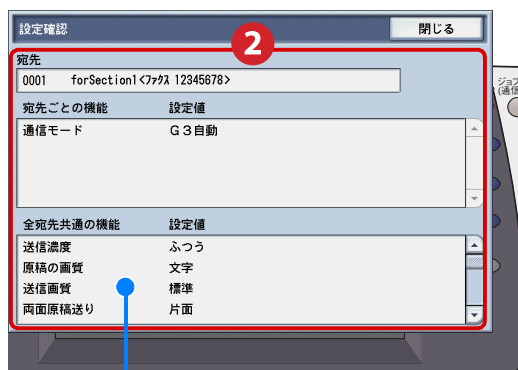 設定確認 閉じる
2
宛先
0001 forSection1<ファクス 12345678>
宛先ごとの機能 設定値
通信モード G3自動
全宛先共通の機能 設定値
送信濃度 ふつう
原稿の画質 文字
送信画質 標準
両面原稿送り 片面